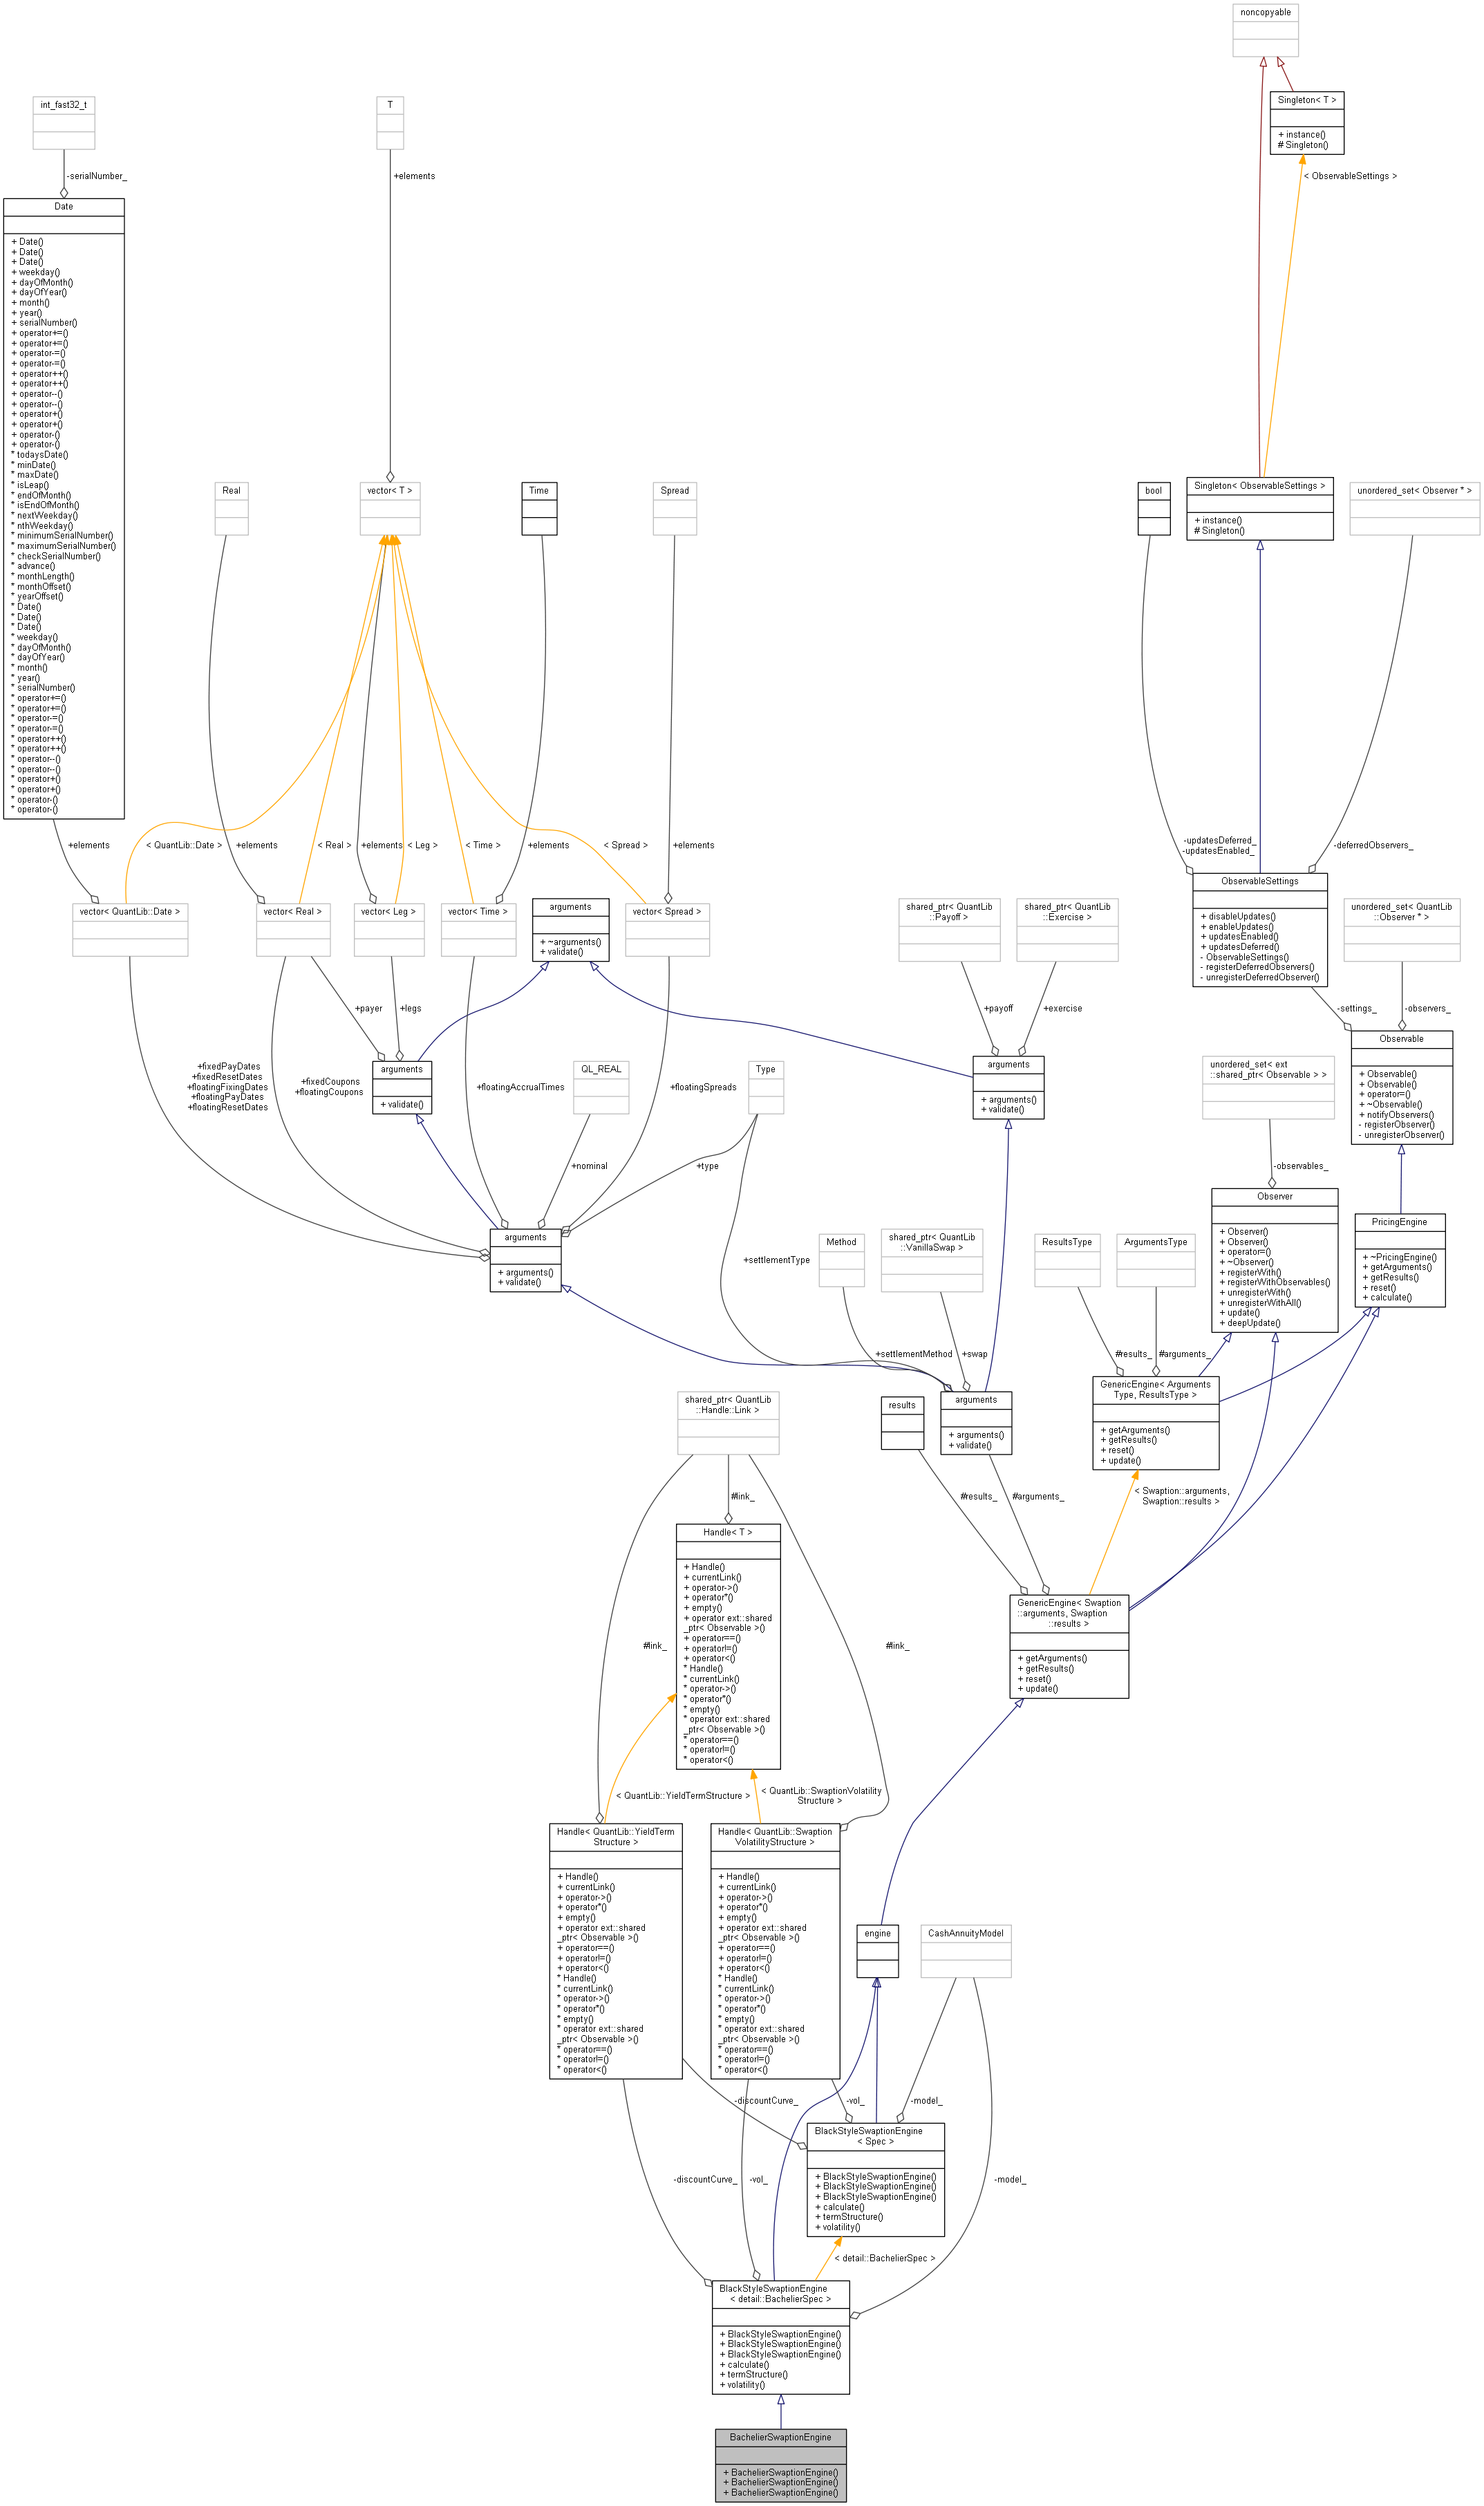 noncopyable
Singleton< T >
+ instance()
# Singleton()
< ObservableSettings >
int_fast32_t
-serialNumber_
T
+elements
Date
+ Date()
+ Date()
+ Date()
+ weekday()
+ dayOfMonth()
+ dayOfYear()
+ month()
+ year()
+ serialNumber()
+ operator+=()
+ operator+=()
+ operator-=()
+ operator-=()
+ operator++()
+ operator++()
+ operator--()
+ operator--()
+ operator+()
+ operator+()
+ operator-()
+ operator-()
* todaysDate()
* minDate()
* maxDate()
* isLeap()
* endOfMonth()
* isEndOfMonth()
* nextWeekday()
* nthWeekday()
* minimumSerialNumber()
* maximumSerialNumber()
* checkSerialNumber()
* advance()
* monthLength()
* monthOffset()
* yearOffset()
* Date()
* Date()
* Date()
* weekday()
* dayOfMonth()
* dayOfYear()
* month()
* year()
* serialNumber()
* operator+=()
* operator+=()
* operator-=()
* operator-=()
* operator++()
* operator++()
* operator--()
* operator--()
* operator+()
* operator+()
* operator-()
* operator-()
Real
vector< T >
Time
Spread
Singleton< ObservableSettings >
+ instance()
# Singleton()
bool
unordered_set< Observer * >
+elements
< QuantLib::Date >
+elements
< Real >
+elements
< Leg >
< Time >
+elements
< Spread >
+elements
-updatesDeferred_
-updatesEnabled_
-deferredObservers_
vector< QuantLib::Date >
vector< Real >
vector< Leg >
vector< Time >
arguments
+ ~arguments()
+ validate()
vector< Spread >
shared_ptr< QuantLib
::Payoff >
shared_ptr< QuantLib
::Exercise >
ObservableSettings
+ disableUpdates()
+ enableUpdates()
+ updatesEnabled()
+ updatesDeferred()
- ObservableSettings()
- registerDeferredObservers()
- unregisterDeferredObserver()
unordered_set< QuantLib
::Observer * >
+payer
+legs
+payoff
+exercise
-settings_
-observers_
+fixedPayDates
+fixedResetDates
+floatingFixingDates
+floatingPayDates
+floatingResetDates
+fixedCoupons
+floatingCoupons
arguments
+ validate()
+floatingAccrualTimes
QL_REAL
+floatingSpreads
Type
arguments
+ arguments()
+ validate()
unordered_set< ext
::shared_ptr< Observable > >
Observable
+ Observable()
+ Observable()
+ operator=()
+ ~Observable()
+ notifyObservers()
- registerObserver()
- unregisterObserver()
+nominal
+type
-observables_
arguments
+ arguments()
+ validate()
+settlementType
Method
shared_ptr< QuantLib
::VanillaSwap >
ResultsType
ArgumentsType
Observer
+ Observer()
+ Observer()
+ operator=()
+ ~Observer()
+ registerWith()
+ registerWithObservables()
+ unregisterWith()
+ unregisterWithAll()
+ update()
+ deepUpdate()
PricingEngine
+ ~PricingEngine()
+ getArguments()
+ getResults()
+ reset()
+ calculate()
+settlementMethod
+swap
#results_
#arguments_
shared_ptr< QuantLib
::Handle::Link >
results
arguments
+ arguments()
+ validate()
GenericEngine< Arguments
Type, ResultsType >
+ getArguments()
+ getResults()
+ reset()
+ update()
#link_
#results_
#arguments_
< Swaption::arguments,
Swaption::results >
Handle< T >
+ Handle()
+ currentLink()
+ operator->()
+ operator*()
+ empty()
+ operator ext::shared
_ptr< Observable >()
+ operator==()
+ operator!=()
+ operator<()
* Handle()
* currentLink()
* operator->()
* operator*()
* empty()
* operator ext::shared
_ptr< Observable >()
* operator==()
* operator!=()
* operator<()
#link_
#link_
GenericEngine< Swaption
::arguments, Swaption
::results >
+ getArguments()
+ getResults()
+ reset()
+ update()
< QuantLib::YieldTermStructure >
< QuantLib::SwaptionVolatility
Structure >
Handle< QuantLib::YieldTerm
Structure >
+ Handle()
+ currentLink()
+ operator->()
+ operator*()
+ empty()
+ operator ext::shared
_ptr< Observable >()
+ operator==()
+ operator!=()
+ operator<()
* Handle()
* currentLink()
* operator->()
* operator*()
* empty()
* operator ext::shared
_ptr< Observable >()
* operator==()
* operator!=()
* operator<()
Handle< QuantLib::Swaption
VolatilityStructure >
+ Handle()
+ currentLink()
+ operator->()
+ operator*()
+ empty()
+ operator ext::shared
_ptr< Observable >()
+ operator==()
+ operator!=()
+ operator<()
* Handle()
* currentLink()
* operator->()
* operator*()
* empty()
* operator ext::shared
_ptr< Observable >()
* operator==()
* operator!=()
* operator<()
engine
CashAnnuityModel
-discountCurve_
-vol_
-model_
BlackStyleSwaptionEngine
< Spec >
+ BlackStyleSwaptionEngine()
+ BlackStyleSwaptionEngine()
+ BlackStyleSwaptionEngine()
+ calculate()
+ termStructure()
+ volatility()
-discountCurve_
-vol_
-model_
< detail::BachelierSpec >
BlackStyleSwaptionEngine
< detail::BachelierSpec >
+ BlackStyleSwaptionEngine()
+ BlackStyleSwaptionEngine()
+ BlackStyleSwaptionEngine()
+ calculate()
+ termStructure()
+ volatility()
BachelierSwaptionEngine
+ BachelierSwaptionEngine()
+ BachelierSwaptionEngine()
+ BachelierSwaptionEngine()